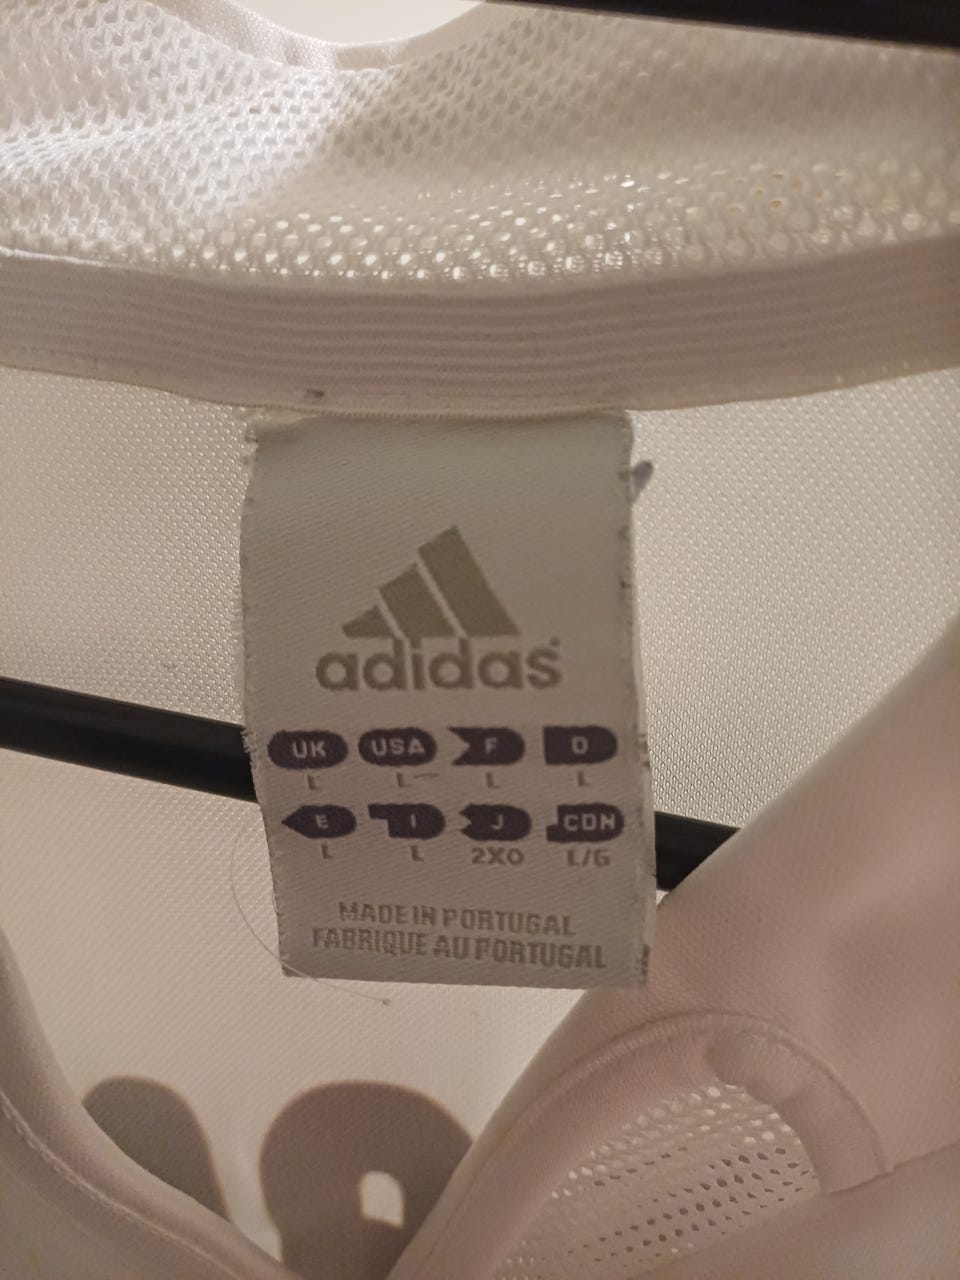 adidas
UK USA F D
L L L L
E I J CDN
L L 2XO L/G
MADE IN PORTUGAL
FABRIQUE AU PORTUGAL